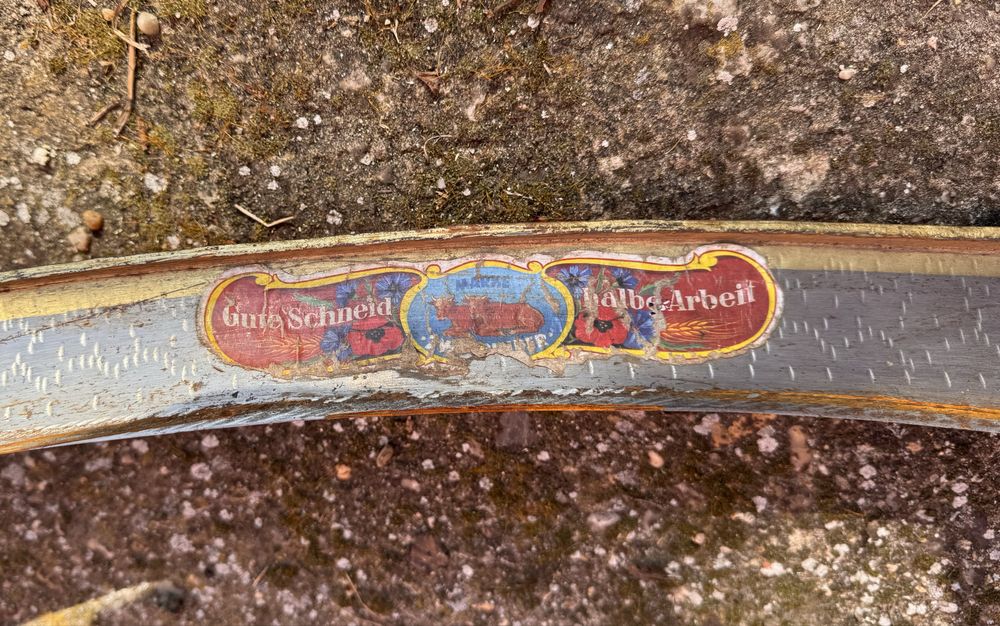 Gute Schneid
MARKE
halbe Arbeit